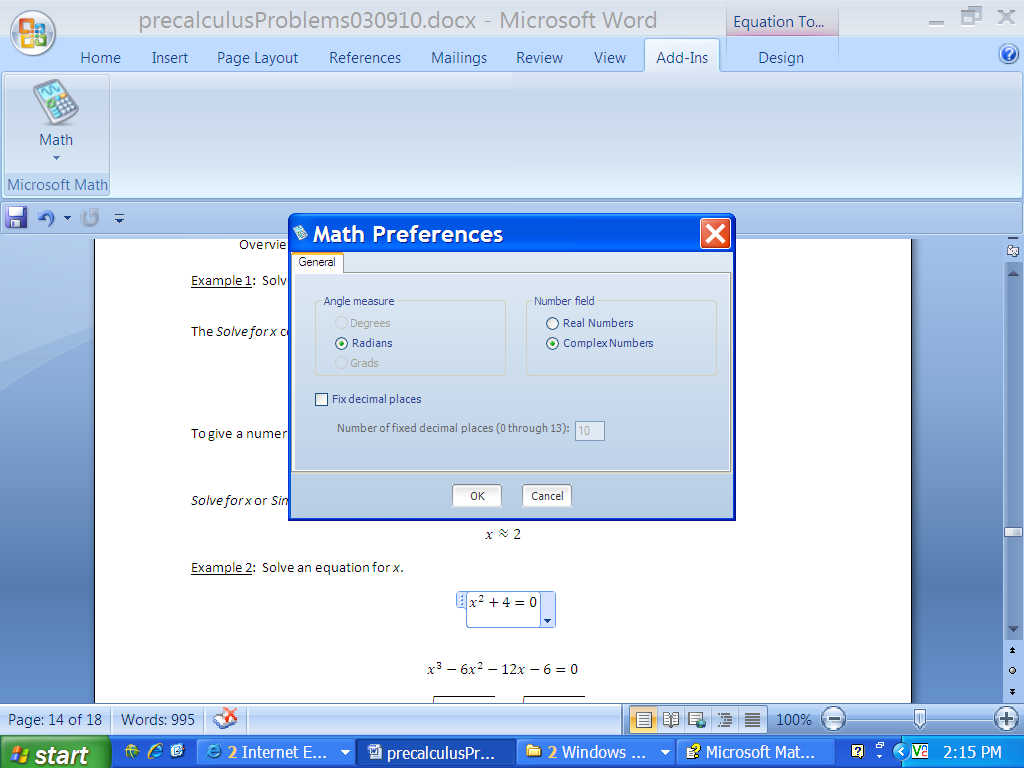 precalculusProblems030910.docx - Microsoft Word
Equation To...
Home Insert Page Layout References Mailings Review View Add-Ins Design
Math
Microsoft Math
Math Preferences
General
Overvie
Example 1: Solv
Angle measure
Number field
Degrees
Real Numbers
The Solve for x c
Radians
Complex Numbers
Grads
Fix decimal places
To give a numer
Number of fixed decimal places (0 through 13): 10
Solve for x or Sin
OK Cancel
x ≈ 2
Example 2: Solve an equation for x.
x² + 4 = 0
x³ − 6x² − 12x − 6 = 0
Page: 14 of 18 Words: 995 100%
start 2 Internet E... precalculusPr... 2 Windows ... Microsoft Mat... 2:15 PM